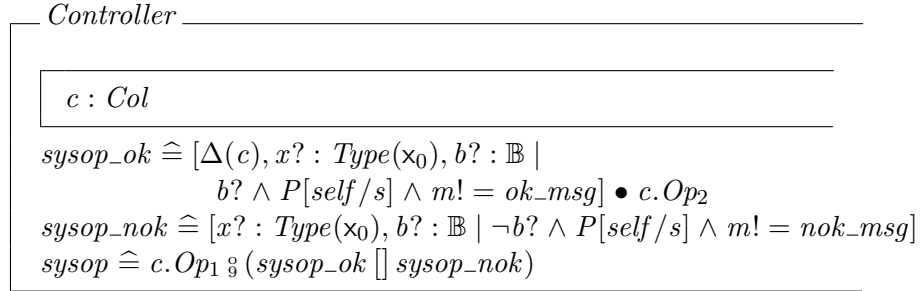 Controller
c : Col
sysop_ok ≙ [Δ(c), x? : Type(x₀), b? : 𝔹 |
b? ∧ P[self/s] ∧ m! = ok_msg] • c.Op₂
sysop_nok ≙ [x? : Type(x₀), b? : 𝔹 | ¬b? ∧ P[self/s] ∧ m! = nok_msg]
sysop ≙ c.Op₁ ⨟ (sysop_ok [] sysop_nok)